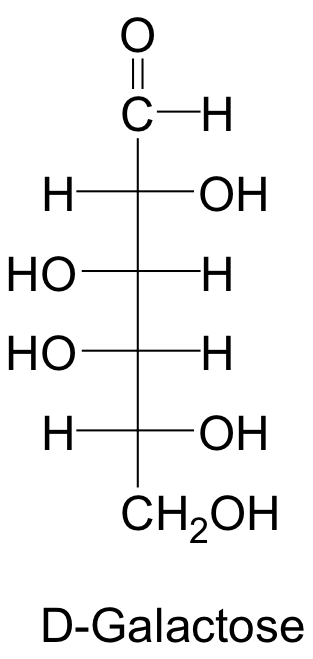 O
C H
H OH
HO H
HO H
H OH
CH₂OH
D-Galactose